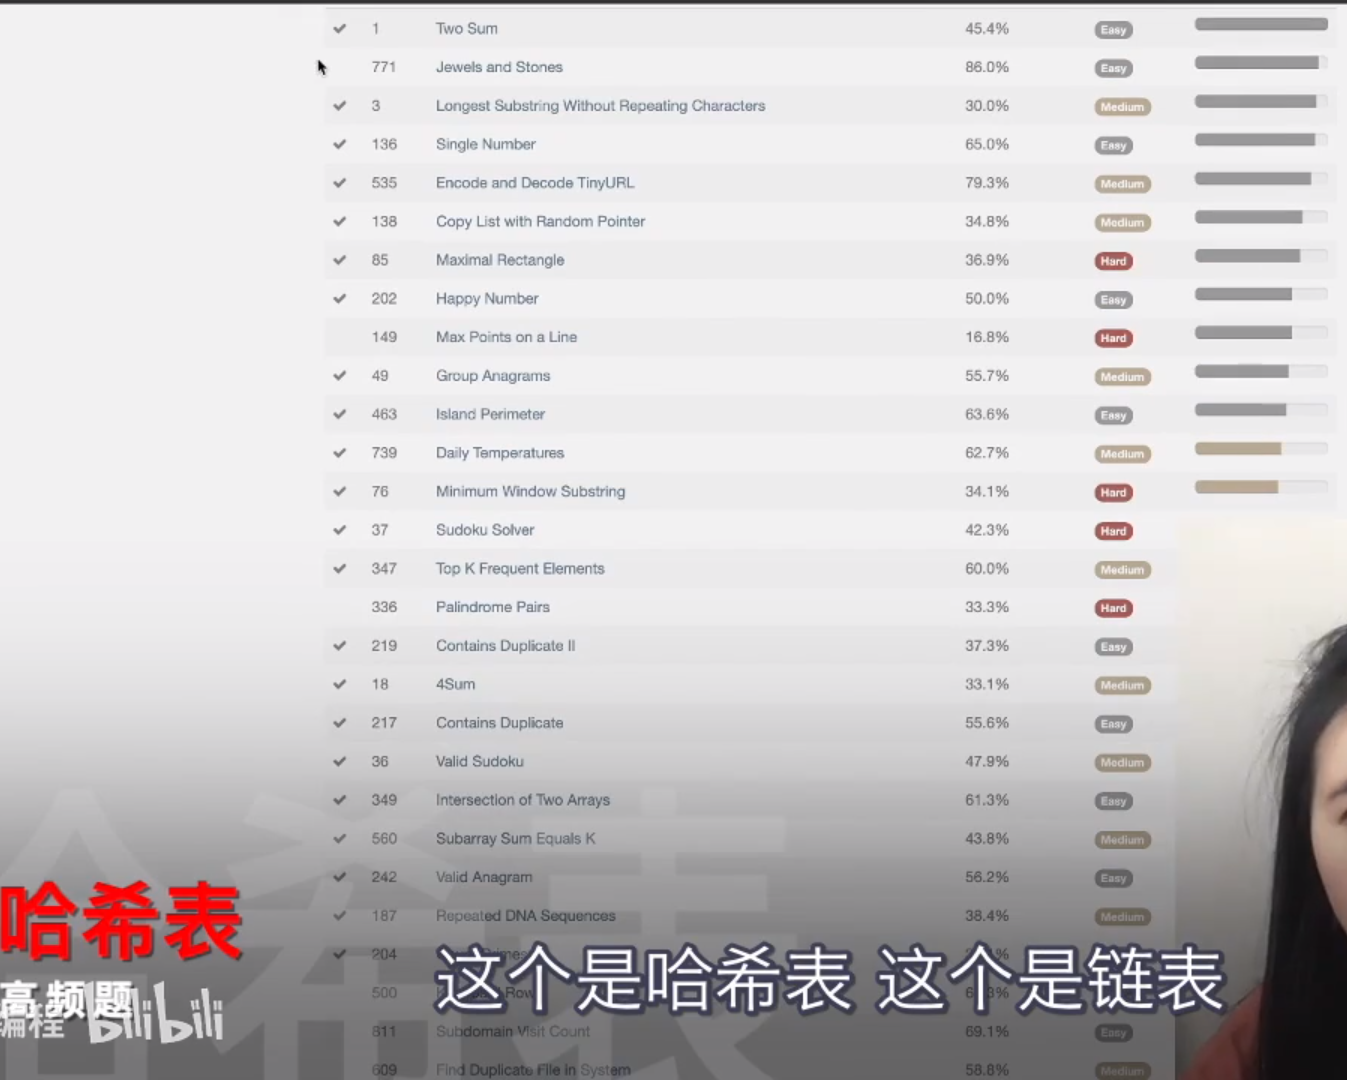 1 Two Sum 45.4% Easy
771 Jewels and Stones 86.0% Easy
3 Longest Substring Without Repeating Characters 30.0% Medium
136 Single Number 65.0% Easy
535 Encode and Decode TinyURL 79.3% Medium
138 Copy List with Random Pointer 34.8% Medium
85 Maximal Rectangle 36.9% Hard
202 Happy Number 50.0% Easy
149 Max Points on a Line 16.8% Hard
49 Group Anagrams 55.7% Medium
463 Island Perimeter 63.6% Easy
739 Daily Temperatures 62.7% Medium
76 Minimum Window Substring 34.1% Hard
37 Sudoku Solver 42.3% Hard
347 Top K Frequent Elements 60.0% Medium
336 Palindrome Pairs 33.3% Hard
219 Contains Duplicate II 37.3% Easy
18 4Sum 33.1% Medium
217 Contains Duplicate 55.6% Easy
36 Valid Sudoku 47.9% Medium
349 Intersection of Two Arrays 61.3% Easy
560 Subarray Sum Equals K 43.8% Medium
242 Valid Anagram 56.2% Easy
187 Repeated DNA Sequences 38.4% Medium
哈希表
204
这个是哈希表 这个是链表
500 Row
高频题
编程 bilibili
811 Subdomain Visit Count 69.1% Easy
609 Find Duplicate File in System 58.8% Medium
哈希表